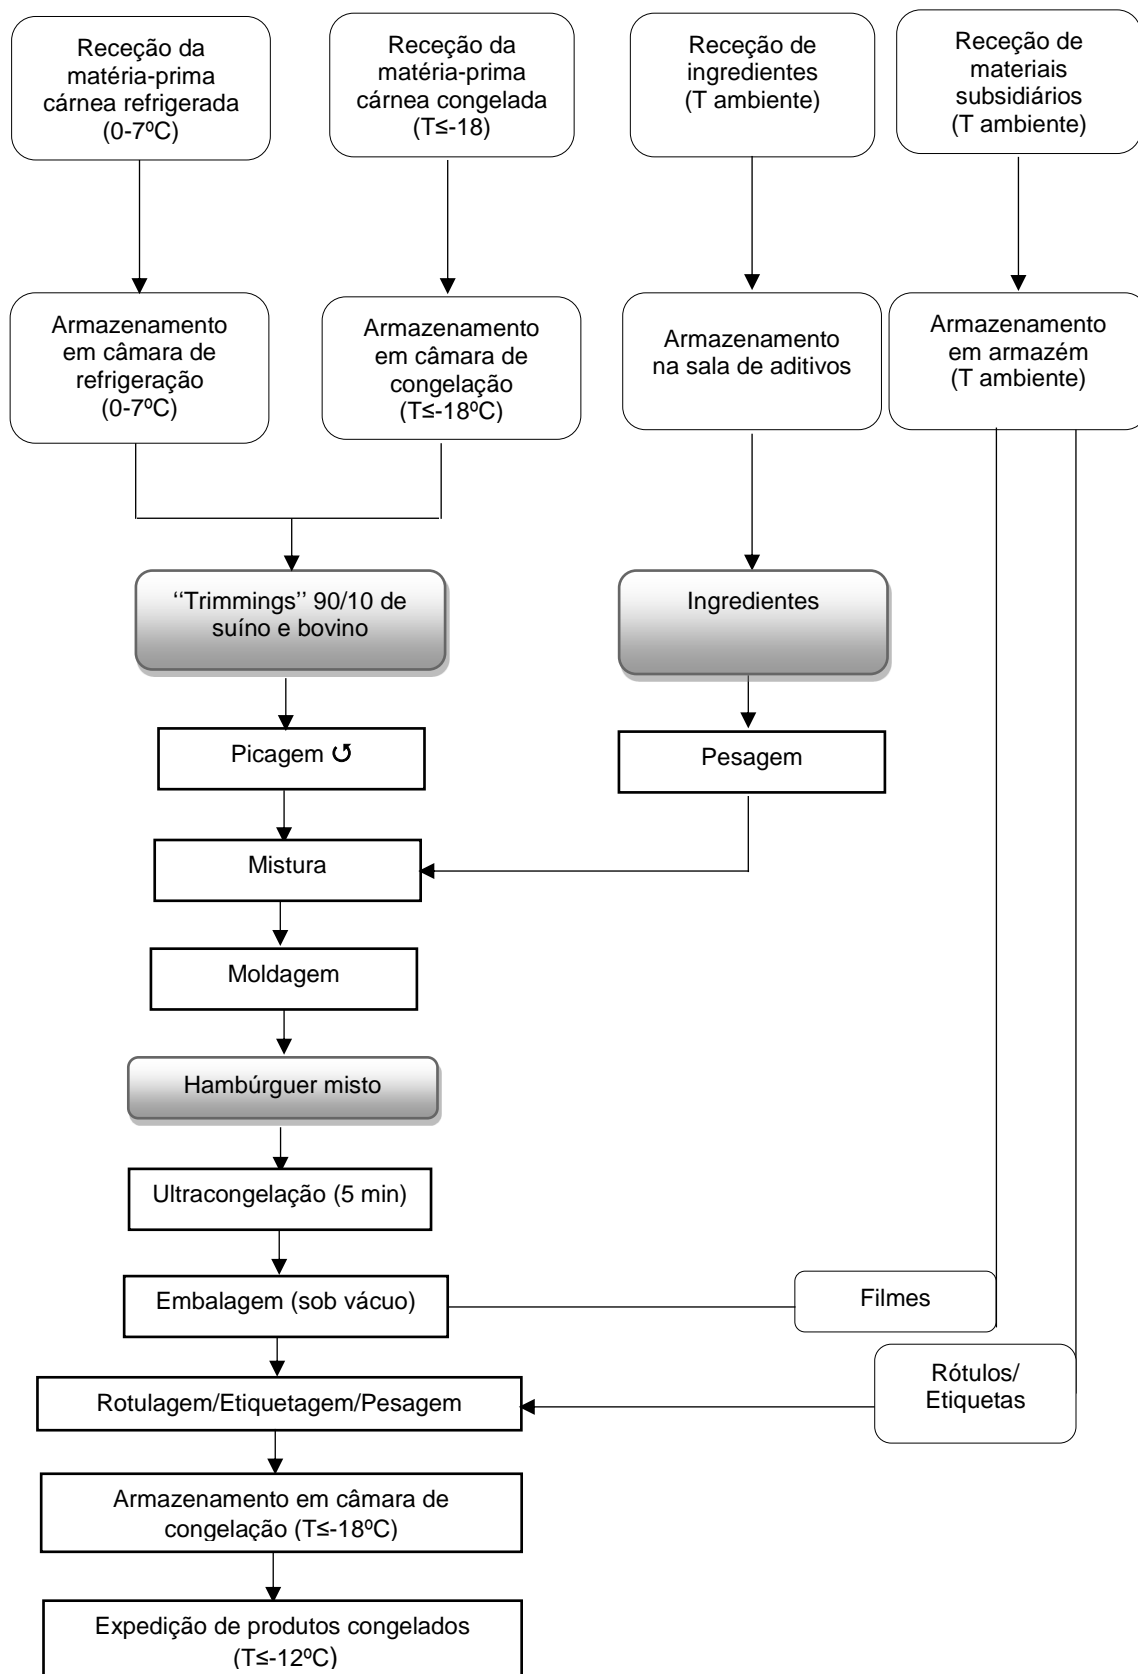 Receção da
matéria-prima
cárnea refrigerada
(0-7ºC)
Receção da
matéria-prima
cárnea congelada
(T≤-18)
Receção de
ingredientes
(T ambiente)
Receção de
materiais
subsidiários
(T ambiente)
Armazenamento
em câmara de
refrigeração
(0-7ºC)
Armazenamento
em câmara de
congelação
(T≤-18ºC)
Armazenamento
na sala de aditivos
Armazenamento
em armazém
(T ambiente)
‘‘Trimmings’’ 90/10 de
suíno e bovino
Ingredientes
Picagem ↺
Pesagem
Mistura
Moldagem
Hambúrguer misto
Ultracongelação (5 min)
Embalagem (sob vácuo)
Filmes
Rotulagem/Etiquetagem/Pesagem
Rótulos/
Etiquetas
Armazenamento em câmara de
congelação (T≤-18ºC)
Expedição de produtos congelados
(T≤-12ºC)